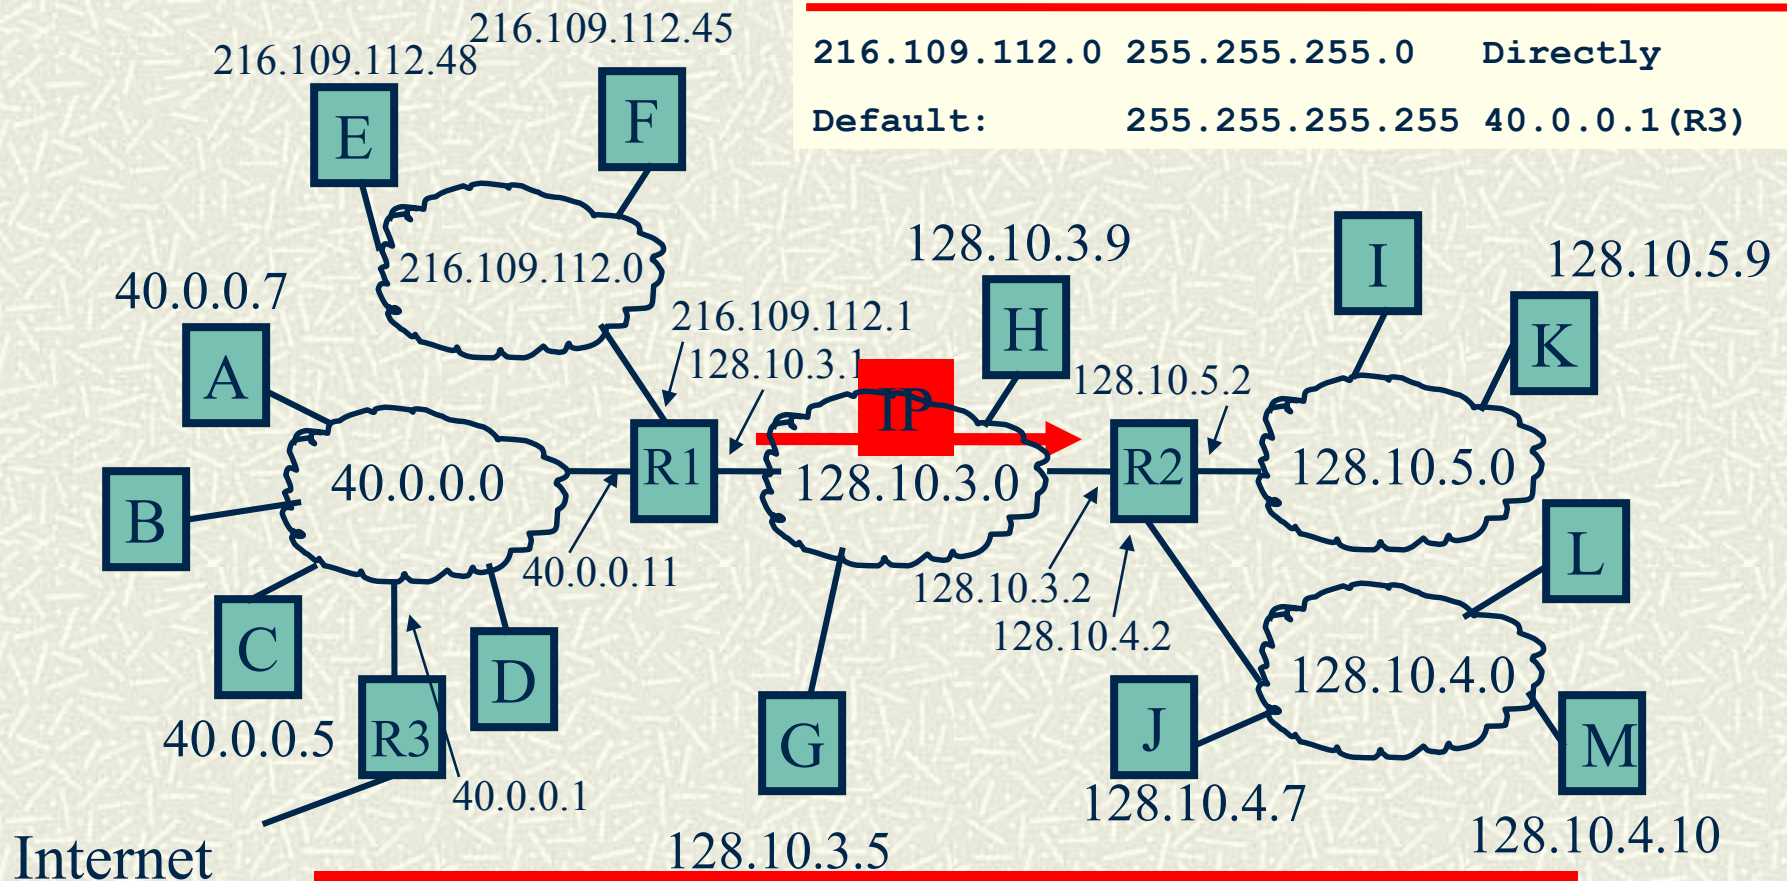 216.109.112.45
216.109.112.48
216.109.112.0 255.255.255.0 Directly
Default: 255.255.255.255 40.0.0.1(R3)
E
F
128.10.3.9
I
128.10.5.9
216.109.112.0
40.0.0.7
216.109.112.1
H
K
A
128.10.3.1
IP
128.10.5.2
40.0.0.0
R1
128.10.3.0
R2
128.10.5.0
B
40.0.0.11
128.10.3.2
L
C
128.10.4.2
D
128.10.4.0
40.0.0.5
R3
G
J
M
40.0.0.1
128.10.4.7
Internet
128.10.3.5
128.10.4.10